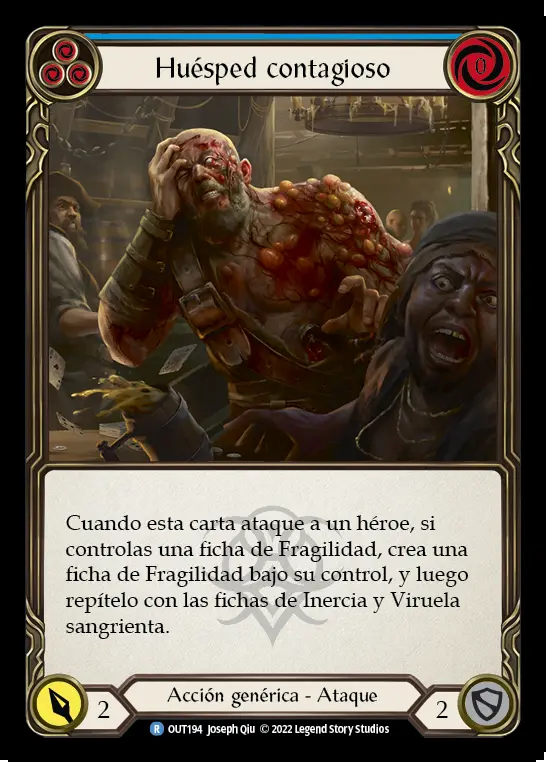 Huésped contagioso
0
Cuando esta carta ataque a un héroe, si
controlas una ficha de Fragilidad, crea una
ficha de Fragilidad bajo su control, y luego
repítelo con las fichas de Inercia y Viruela
sangrienta.
Acción genérica - Ataque
2
2
R OUT194 Joseph Qiu © 2022 Legend Story Studios